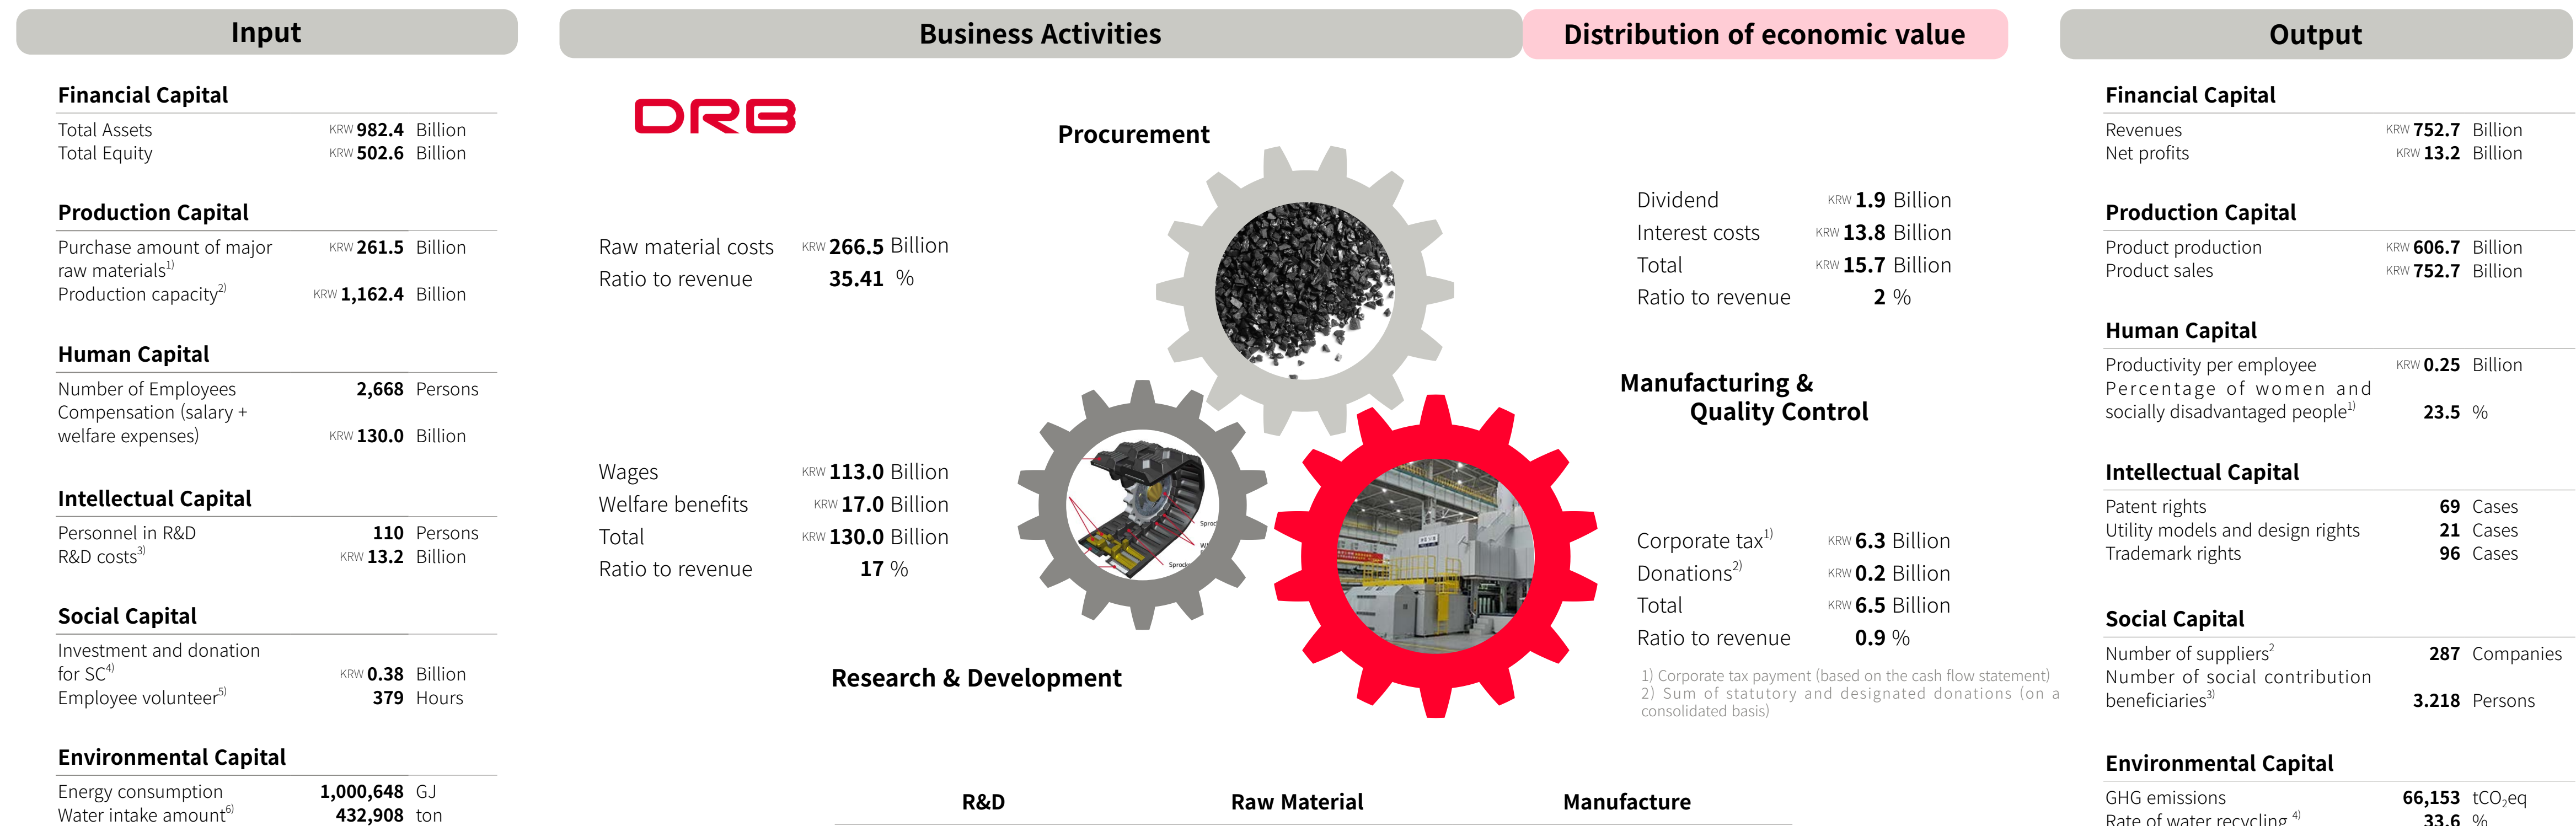 Input
Financial Capital
Total Assets KRW 982.4 Billion
Total Equity KRW 502.6 Billion
Production Capital
Purchase amount of major KRW 261.5 Billion
raw materials1)
Production capacity2) KRW 1,162.4 Billion
Human Capital
Number of Employees 2,668 Persons
Compensation (salary +
welfare expenses) KRW 130.0 Billion
Intellectual Capital
Personnel in R&D 110 Persons
R&D costs3) KRW 13.2 Billion
Social Capital
Investment and donation
for SC4) KRW 0.38 Billion
Employee volunteer5) 379 Hours
Environmental Capital
Energy consumption 1,000,648 GJ
Water intake amount6) 432,908 ton
Business Activities
DRB
Procurement
Raw material costs KRW 266.5 Billion
Ratio to revenue 35.41 %
Wages KRW 113.0 Billion
Welfare benefits KRW 17.0 Billion
Total KRW 130.0 Billion
Ratio to revenue 17 %
Research & Development
R&D Raw Material Manufacture
Distribution of economic value
Dividend KRW 1.9 Billion
Interest costs KRW 13.8 Billion
Total KRW 15.7 Billion
Ratio to revenue 2 %
Manufacturing &
Quality Control
Corporate tax1) KRW 6.3 Billion
Donations2) KRW 0.2 Billion
Total KRW 6.5 Billion
Ratio to revenue 0.9 %
1) Corporate tax payment (based on the cash flow statement)
2) Sum of statutory and designated donations (on a
consolidated basis)
Output
Financial Capital
Revenues KRW 752.7 Billion
Net profits KRW 13.2 Billion
Production Capital
Product production KRW 606.7 Billion
Product sales KRW 752.7 Billion
Human Capital
Productivity per employee KRW 0.25 Billion
Percentage of women and
socially disadvantaged people1) 23.5 %
Intellectual Capital
Patent rights 69 Cases
Utility models and design rights 21 Cases
Trademark rights 96 Cases
Social Capital
Number of suppliers2 287 Companies
Number of social contribution
beneficiaries3) 3.218 Persons
Environmental Capital
GHG emissions 66,153 tCO2eq
Rate of water recycling 4) 33.6 %